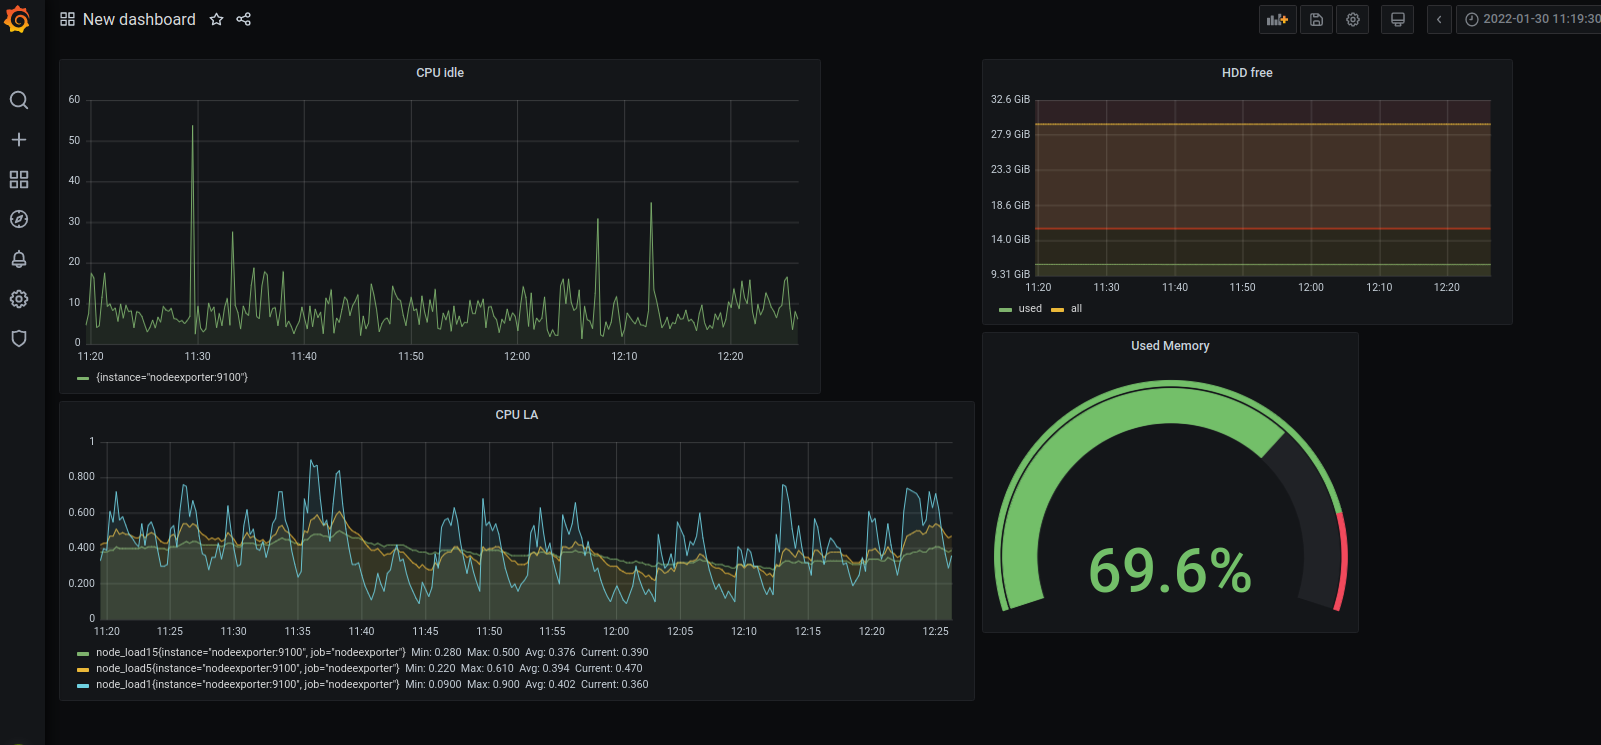 New dashboard
2022-01-30 11:19:30
CPU idle
60
50
40
30
20
10
0
11:20 11:30 11:40 11:50 12:00 12:10 12:20
{instance="nodeexporter:9100"}
HDD free
32.6 GiB
27.9 GiB
23.3 GiB
18.6 GiB
14.0 GiB
9.31 GiB
11:20 11:30 11:40 11:50 12:00 12:10 12:20
used all
CPU LA
1
0.800
0.600
0.400
0.200
0
11:20 11:25 11:30 11:35 11:40 11:45 11:50 11:55 12:00 12:05 12:10 12:15 12:20 12:25
node_load15{instance="nodeexporter:9100", job="nodeexporter"} Min: 0.280 Max: 0.500 Avg: 0.376 Current: 0.390
node_load5{instance="nodeexporter:9100", job="nodeexporter"} Min: 0.220 Max: 0.610 Avg: 0.394 Current: 0.470
node_load1{instance="nodeexporter:9100", job="nodeexporter"} Min: 0.0900 Max: 0.900 Avg: 0.402 Current: 0.360
Used Memory
69.6%